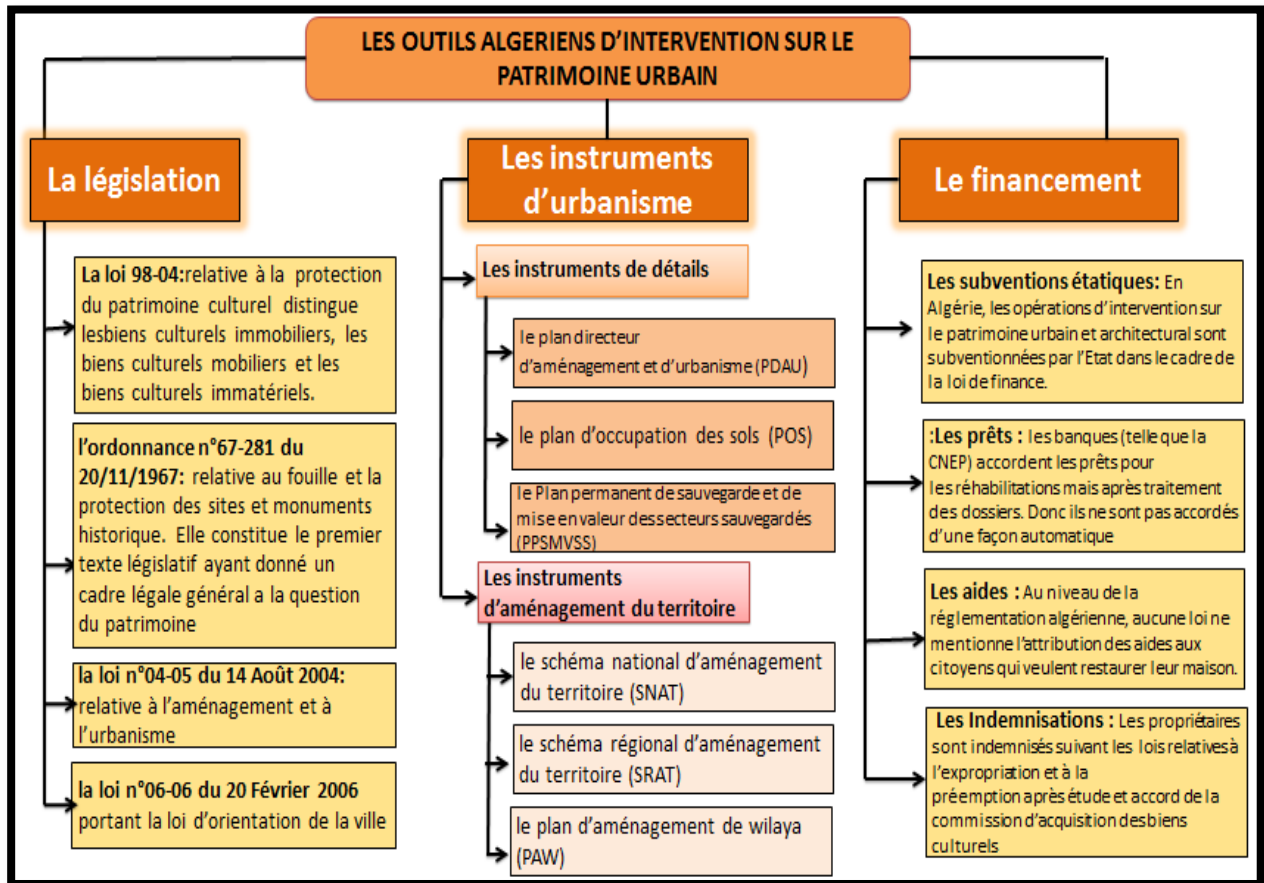 LES OUTILS ALGERIENS D'INTERVENTION SUR LE
PATRIMOINE URBAIN
La législation
La loi 98-04:relative à la protection
du patrimoine culturel distingue
lesbiens culturels immobiliers, les
biens culturels mobiliers et les
biens culturels immatériels.
l'ordonnance n°67-281 du
20/11/1967: relative au fouille et la
protection des sites et monuments
historique. Elle constitue le premier
texte législatif ayant donné un
cadre légale général a la question
du patrimoine
la loi n°04-05 du 14 Août 2004:
relative à l'aménagement et à
l'urbanisme
la loi n°06-06 du 20 Février 2006
portant la loi d'orientation de la ville
Les instruments
d'urbanisme
Les instruments de détails
le plan directeur
d'aménagement et d'urbanisme (PDAU)
le plan d'occupation des sols (POS)
le Plan permanent de sauvegarde et de
mise en valeur des secteurs sauvegardés
(PPSMVSS)
Les instruments
d'aménagement du territoire
le schéma national d'aménagement
du territoire (SNAT)
le schéma régional d'aménagement
du territoire (SRAT)
le plan d'aménagement de wilaya
(PAW)
Le financement
Les subventions étatiques: En
Algérie, les opérations d'intervention sur
le patrimoine urbain et architectural sont
subventionnées par l'Etat dans le cadre de
la loi de finance.
:Les prêts : les banques (telle que la
CNEP) accordent les prêts pour
les réhabilitations mais après traitement
des dossiers. Donc ils ne sont pas accordés
d'une façon automatique
Les aides : Au niveau de la
réglementation algérienne, aucune loi ne
mentionne l'attribution des aides aux
citoyens qui veulent restaurer leur maison.
Les Indemnisations : Les propriétaires
sont indemnisés suivant les lois relatives à
l'expropriation et à la
préemption après étude et accord de la
commission d'acquisition desbiens
culturels